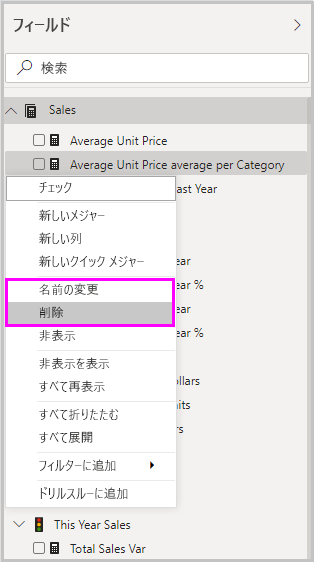 フィールド
検索
Sales
Average Unit Price
Average Unit Price average per Category
チェック
ast Year
新しいメジャー
新しい列
新しいクイック メジャー
ear
名前の変更
ear %
削除
ear
非表示
ear %
非表示を表示
ollars
すべて再表示
nits
すべて折りたたむ
rs
すべて展開
フィルターに追加
ドリルスルーに追加
This Year Sales
Total Sales Var